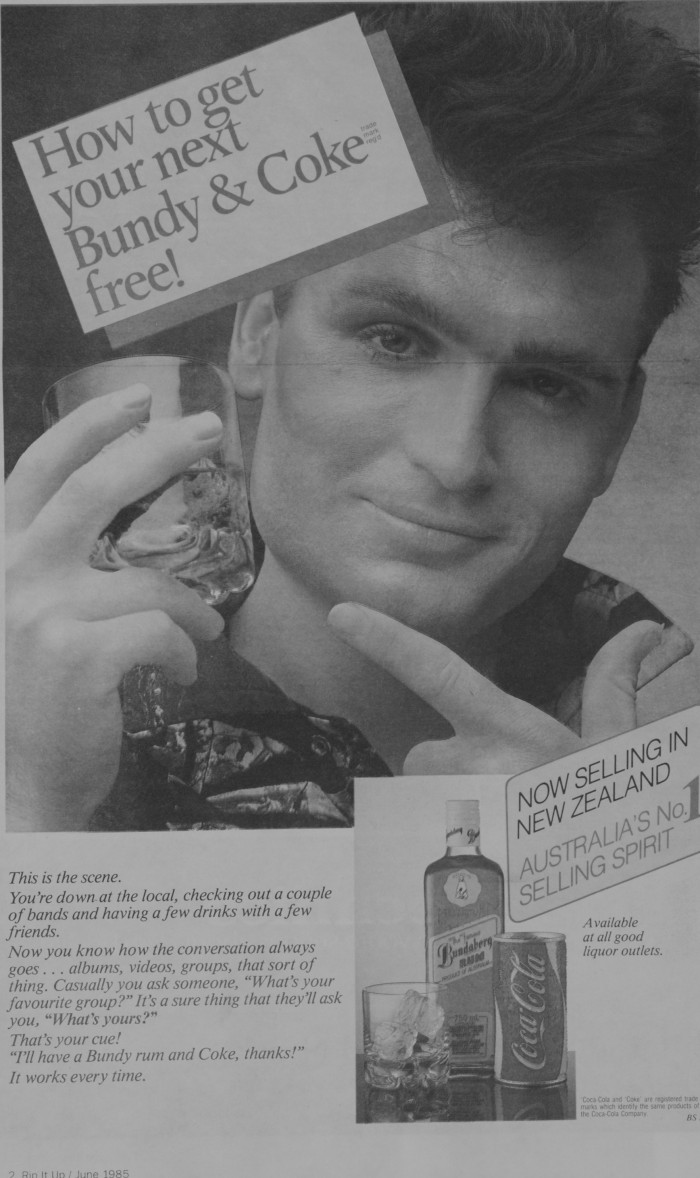 How to get
your next
Bundy & Coke trade mark reg'd
free!
NOW SELLING IN
NEW ZEALAND
AUSTRALIA'S No.1
SELLING SPIRIT
This is the scene.
You're down at the local, checking out a couple
of bands and having a few drinks with a few
friends.
Now you know how the conversation always
goes . . . albums, videos, groups, that sort of
thing. Casually you ask someone, “What's your
favourite group?” It's a sure thing that they'll ask
you, “What's yours?”
That's your cue!
“I'll have a Bundy rum and Coke, thanks!”
It works every time.
Bundaberg
RUM
Coca-Cola
Available
at all good
liquor outlets.
'Coca-Cola and 'Coke' are registered trade
marks which identify the same products of
the Coca-Cola Company.
BS
2 Rip It Up / June 1985